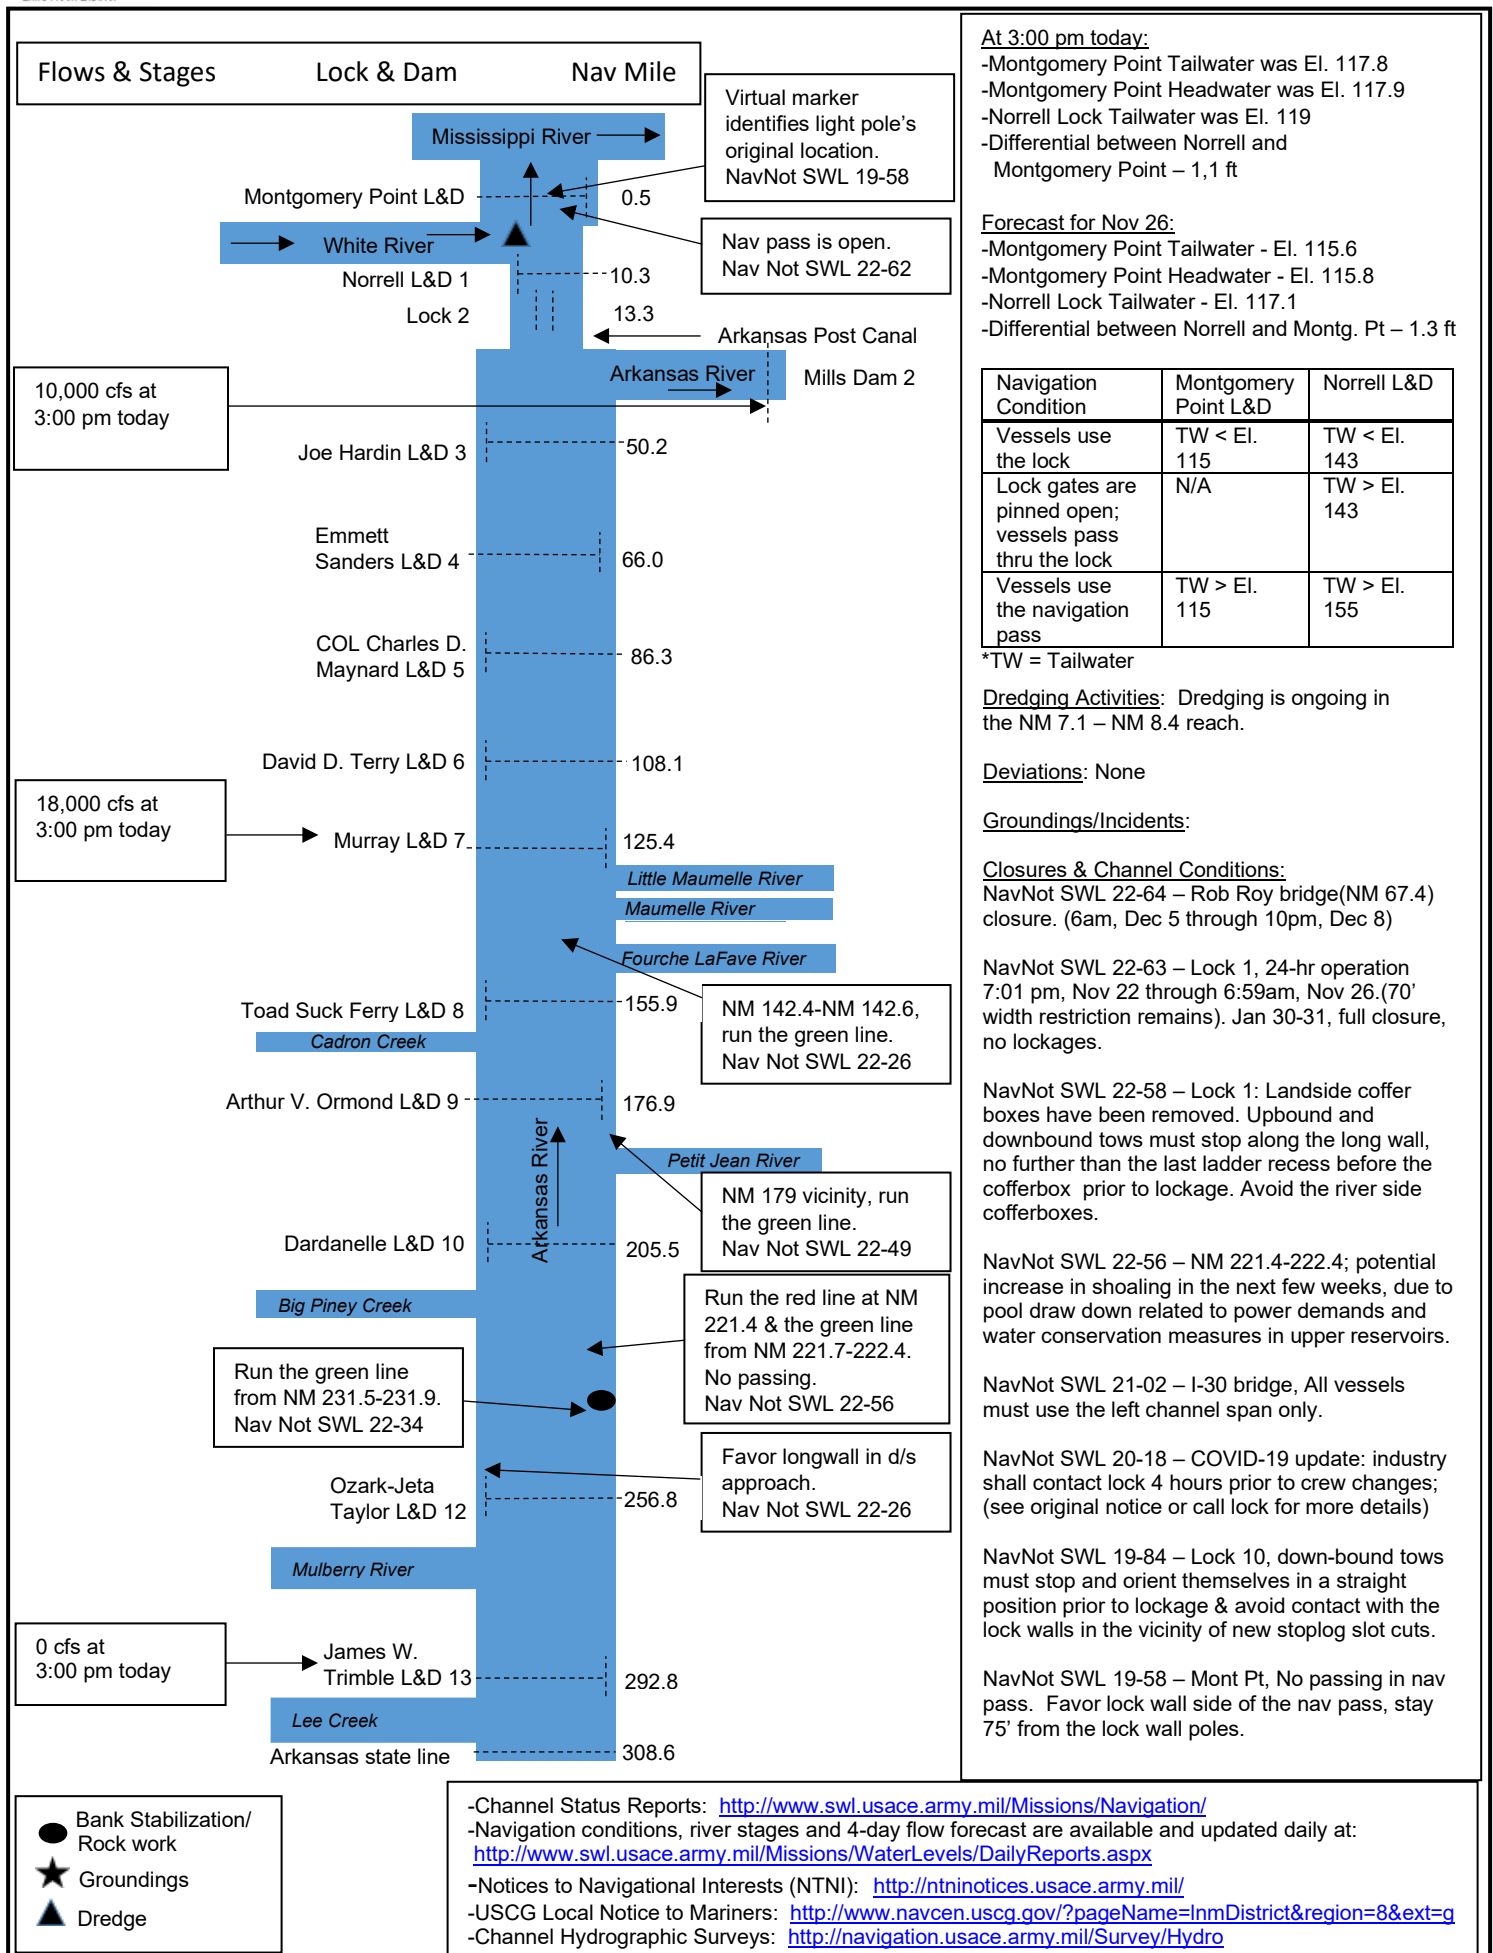 Flows & Stages Lock & Dam Nav Mile
Mississippi River
Virtual marker
identifies light pole's
original location.
NavNot SWL 19-58
Montgomery Point L&D 0.5
White River
Nav pass is open.
Nav Not SWL 22-62
Norrell L&D 1 10.3
Lock 2 13.3
Arkansas Post Canal
Arkansas River
Mills Dam 2
10,000 cfs at
3:00 pm today
Joe Hardin L&D 3 50.2
Emmett
Sanders L&D 4 66.0
COL Charles D.
Maynard L&D 5 86.3
David D. Terry L&D 6 108.1
18,000 cfs at
3:00 pm today
Murray L&D 7 125.4
Little Maumelle River
Maumelle River
Fourche LaFave River
Toad Suck Ferry L&D 8 155.9
NM 142.4-NM 142.6,
run the green line.
Nav Not SWL 22-26
Cadron Creek
Arthur V. Ormond L&D 9 176.9
Arkansas River
Petit Jean River
NM 179 vicinity, run
the green line.
Nav Not SWL 22-49
Dardanelle L&D 10 205.5
Big Piney Creek
Run the red line at NM
221.4 & the green line
from NM 221.7-222.4.
No passing.
Nav Not SWL 22-56
Run the green line
from NM 231.5-231.9.
Nav Not SWL 22-34
Favor longwall in d/s
approach.
Nav Not SWL 22-26
Ozark-Jeta
Taylor L&D 12 256.8
Mulberry River
0 cfs at
3:00 pm today
James W.
Trimble L&D 13 292.8
Lee Creek
Arkansas state line 308.6
At 3:00 pm today:
-Montgomery Point Tailwater was El. 117.8
-Montgomery Point Headwater was El. 117.9
-Norrell Lock Tailwater was El. 119
-Differential between Norrell and
Montgomery Point – 1,1 ft
Forecast for Nov 26:
-Montgomery Point Tailwater - El. 115.6
-Montgomery Point Headwater - El. 115.8
-Norrell Lock Tailwater - El. 117.1
-Differential between Norrell and Montg. Pt – 1.3 ft
Navigation Montgomery Norrell L&D
Condition Point L&D
Vessels use TW < El. TW < El.
the lock 115 143
Lock gates are N/A TW > El.
pinned open; 143
vessels pass
thru the lock
Vessels use TW > El. TW > El.
the navigation 115 155
pass
*TW = Tailwater
Dredging Activities: Dredging is ongoing in
the NM 7.1 – NM 8.4 reach.
Deviations: None
Groundings/Incidents:
Closures & Channel Conditions:
NavNot SWL 22-64 – Rob Roy bridge(NM 67.4)
closure. (6am, Dec 5 through 10pm, Dec 8)
NavNot SWL 22-63 – Lock 1, 24-hr operation
7:01 pm, Nov 22 through 6:59am, Nov 26.(70'
width restriction remains). Jan 30-31, full closure,
no lockages.
NavNot SWL 22-58 – Lock 1: Landside coffer
boxes have been removed. Upbound and
downbound tows must stop along the long wall,
no further than the last ladder recess before the
cofferbox prior to lockage. Avoid the river side
cofferboxes.
NavNot SWL 22-56 – NM 221.4-222.4; potential
increase in shoaling in the next few weeks, due to
pool draw down related to power demands and
water conservation measures in upper reservoirs.
NavNot SWL 21-02 – I-30 bridge, All vessels
must use the left channel span only.
NavNot SWL 20-18 – COVID-19 update: industry
shall contact lock 4 hours prior to crew changes;
(see original notice or call lock for more details)
NavNot SWL 19-84 – Lock 10, down-bound tows
must stop and orient themselves in a straight
position prior to lockage & avoid contact with the
lock walls in the vicinity of new stoplog slot cuts.
NavNot SWL 19-58 – Mont Pt, No passing in nav
pass. Favor lock wall side of the nav pass, stay
75' from the lock wall poles.
Bank Stabilization/
Rock work
Groundings
Dredge
-Channel Status Reports: http://www.swl.usace.army.mil/Missions/Navigation/
-Navigation conditions, river stages and 4-day flow forecast are available and updated daily at:
http://www.swl.usace.army.mil/Missions/WaterLevels/DailyReports.aspx
-Notices to Navigational Interests (NTNI): http://ntninotices.usace.army.mil/
-USCG Local Notice to Mariners: http://www.navcen.uscg.gov/?pageName=lnmDistrict&region=8&ext=g
-Channel Hydrographic Surveys: http://navigation.usace.army.mil/Survey/Hydro